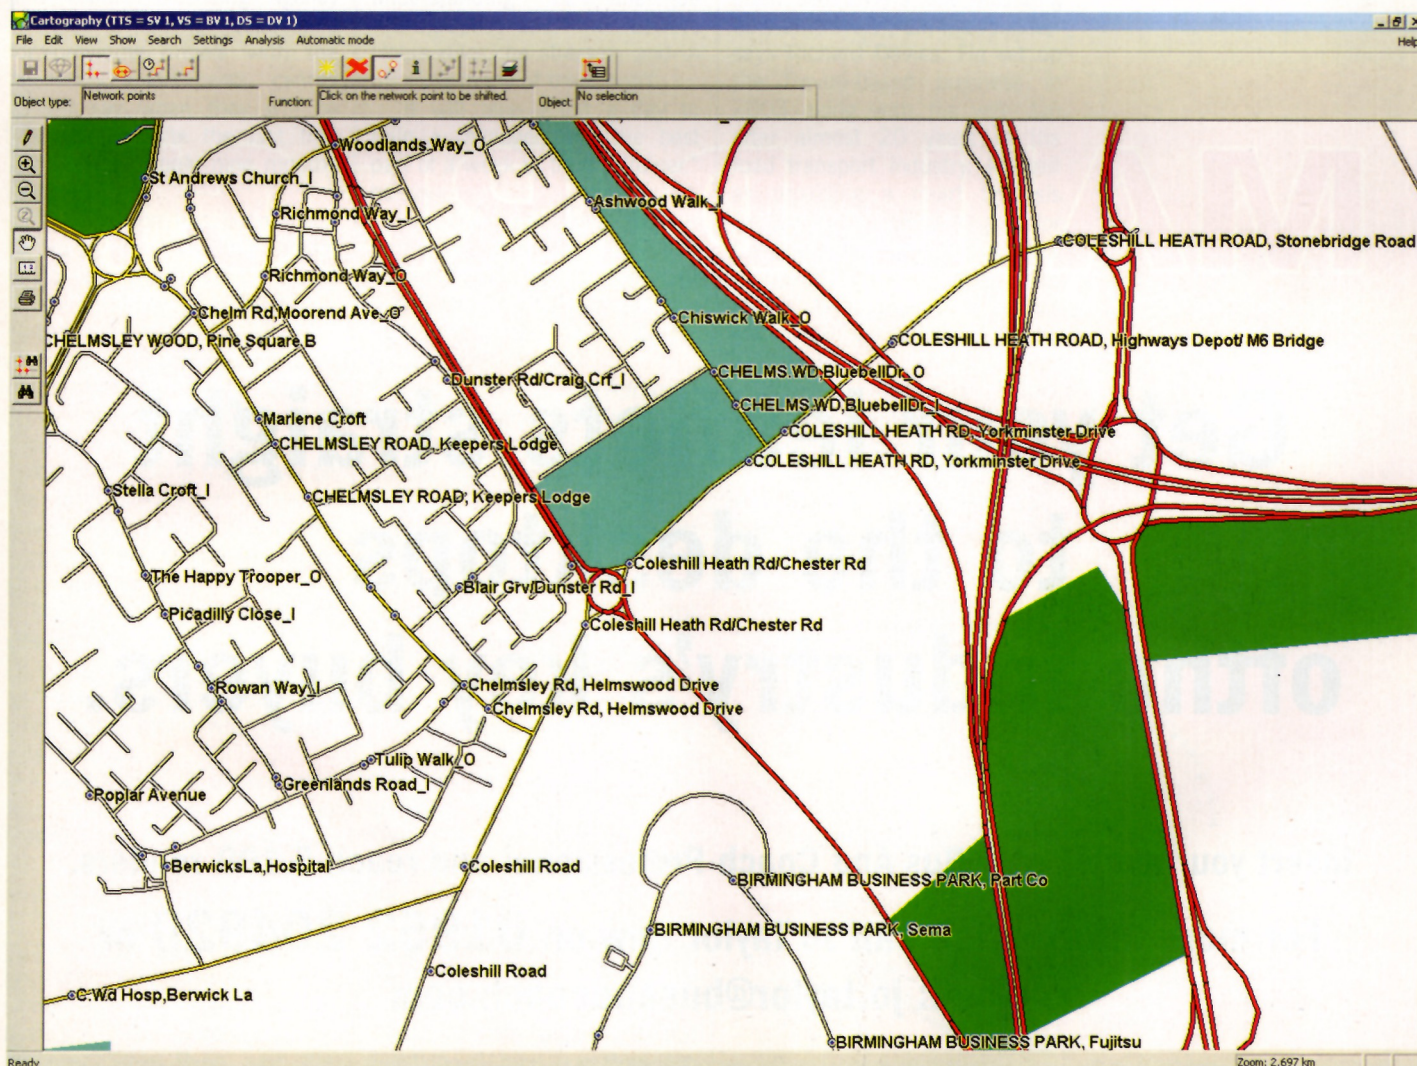 Cartography (TTS = SV 1, VS = BV 1, DS = DV 1)
File Edit View Show Search Settings Analysis Automatic mode
Help
Object type: Network points Function: Click on the network point to be shifted. Object: No selection
Woodlands Way_O
St Andrews Church_I
Ashwood Walk_I
Richmond Way_I
COLESHILL HEATH ROAD, Stonebridge Road
Richmond Way_O
Chelm Rd,Moorend Ave_O
Chiswick Walk_O
CHELMSLEY WOOD, Pine Square B
COLESHILL HEATH ROAD, Highways Depot/ M6 Bridge
Dunster Rd/Craig Crf_I
CHELMS.WD,BluebellDr_O
CHELMS.WD,BluebellDr_I
Marlene Croft
COLESHILL HEATH RD, Yorkminster Drive
CHELMSLEY ROAD, Keepers Lodge
COLESHILL HEATH RD, Yorkminster Drive
Stella Croft_I
CHELMSLEY ROAD, Keepers Lodge
Coleshill Heath Rd/Chester Rd
The Happy Trooper_O
Blair Grv/Dunster Rd_I
Picadilly Close_I
Coleshill Heath Rd/Chester Rd
Rowan Way_I
Chelmsley Rd, Helmswood Drive
Chelmsley Rd, Helmswood Drive
Tulip Walk_O
Greenlands Road_I
Poplar Avenue
BerwicksLa,Hospital
Coleshill Road
BIRMINGHAM BUSINESS PARK, Part Co
BIRMINGHAM BUSINESS PARK, Sema
Coleshill Road
C.Wd Hosp,Berwick La
BIRMINGHAM BUSINESS PARK, Fujitsu
Ready
Zoom: 2.697 km